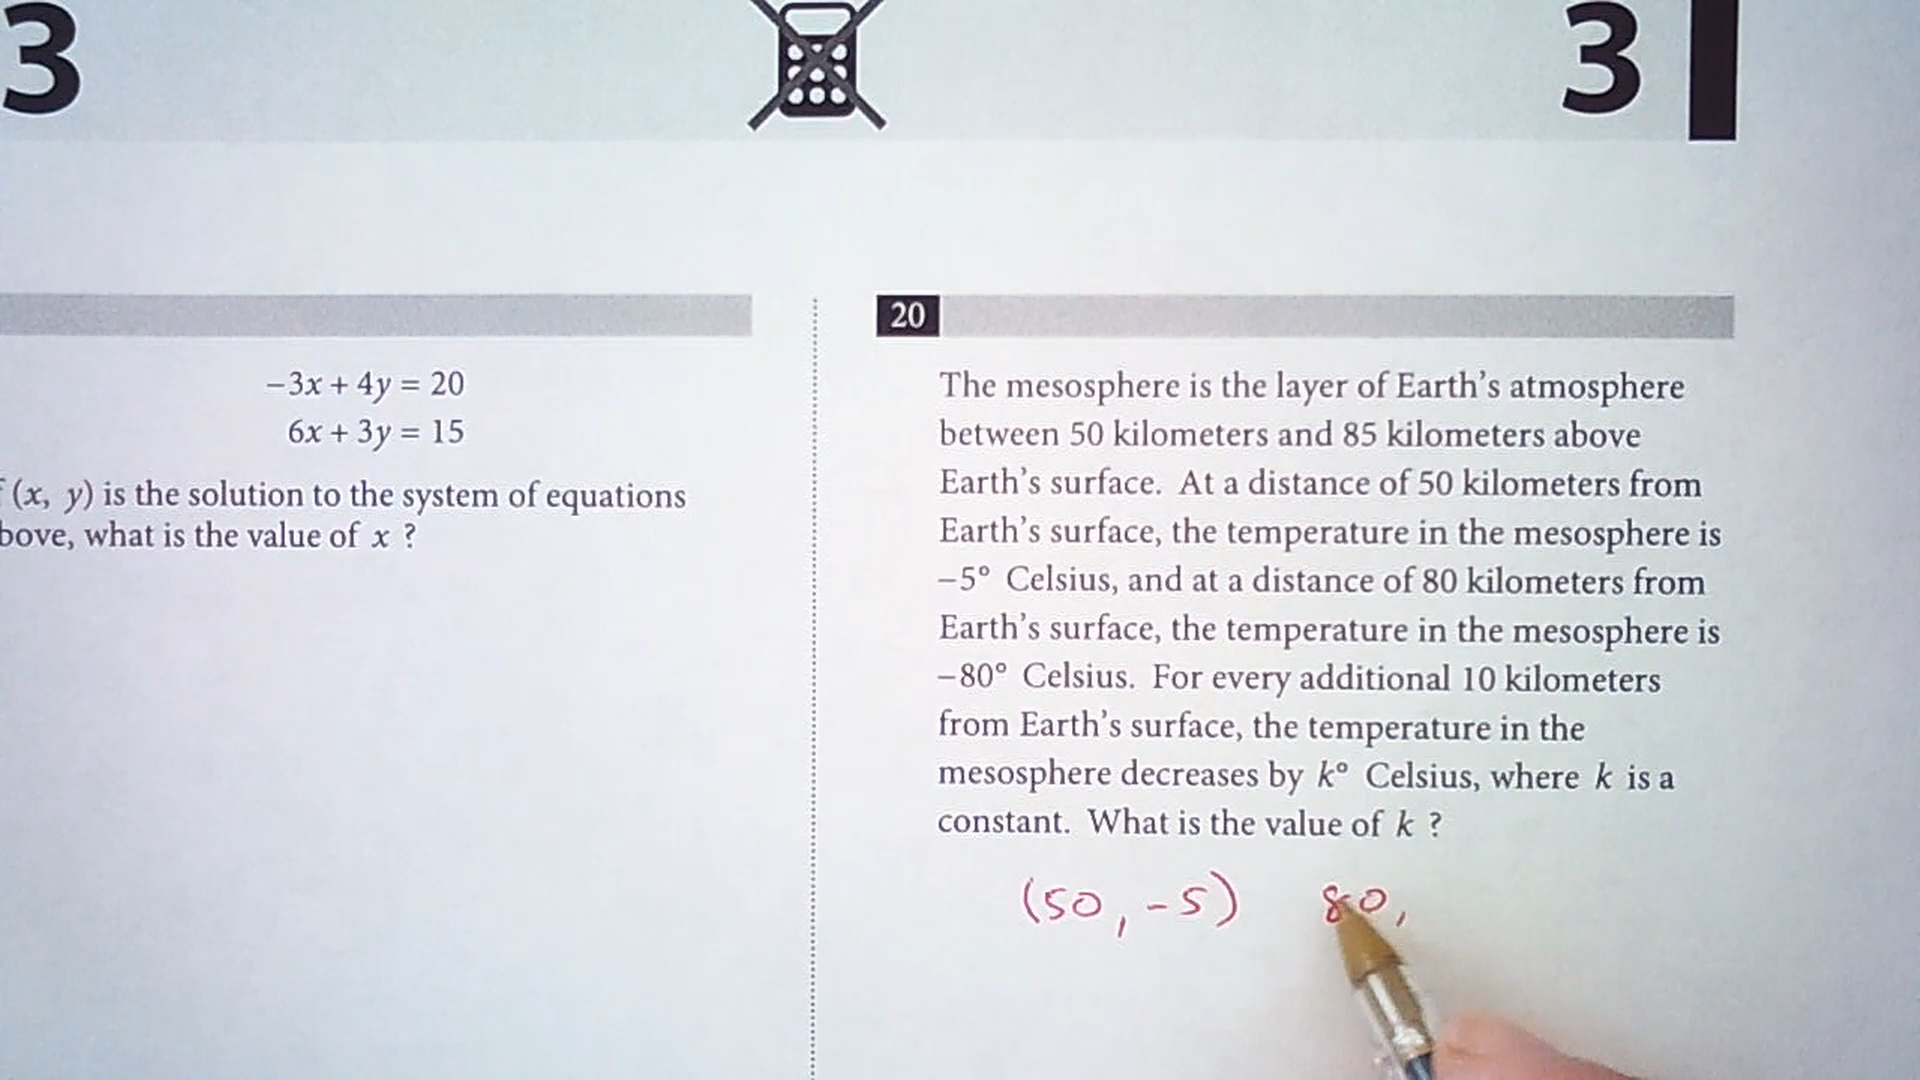 3 3
−3x + 4y = 20
6x + 3y = 15
(x, y) is the solution to the system of equations
bove, what is the value of x ?
20
The mesosphere is the layer of Earth's atmosphere
between 50 kilometers and 85 kilometers above
Earth's surface. At a distance of 50 kilometers from
Earth's surface, the temperature in the mesosphere is
−5° Celsius, and at a distance of 80 kilometers from
Earth's surface, the temperature in the mesosphere is
−80° Celsius. For every additional 10 kilometers
from Earth's surface, the temperature in the
mesosphere decreases by k° Celsius, where k is a
constant. What is the value of k ?
(50, -5) 80,